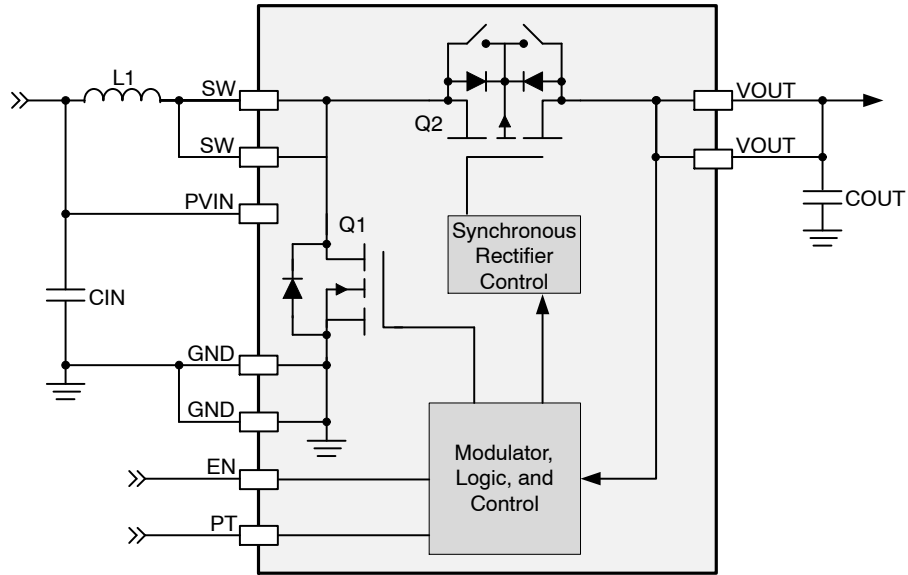 L1
SW
SW
PVIN
CIN
GND
GND
EN
PT
Q1
Q2
Synchronous
Rectifier
Control
Modulator,
Logic, and
Control
VOUT
VOUT
COUT